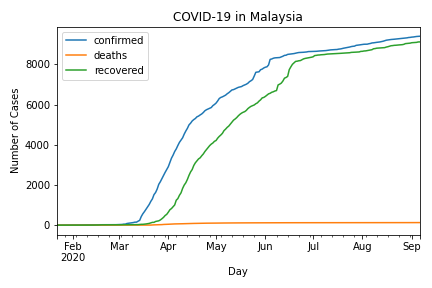 COVID-19 in Malaysia
confirmed
deaths
recovered
Number of Cases
8000
6000
4000
2000
0
Feb Mar Apr May Jun Jul Aug Sep
2020
Day